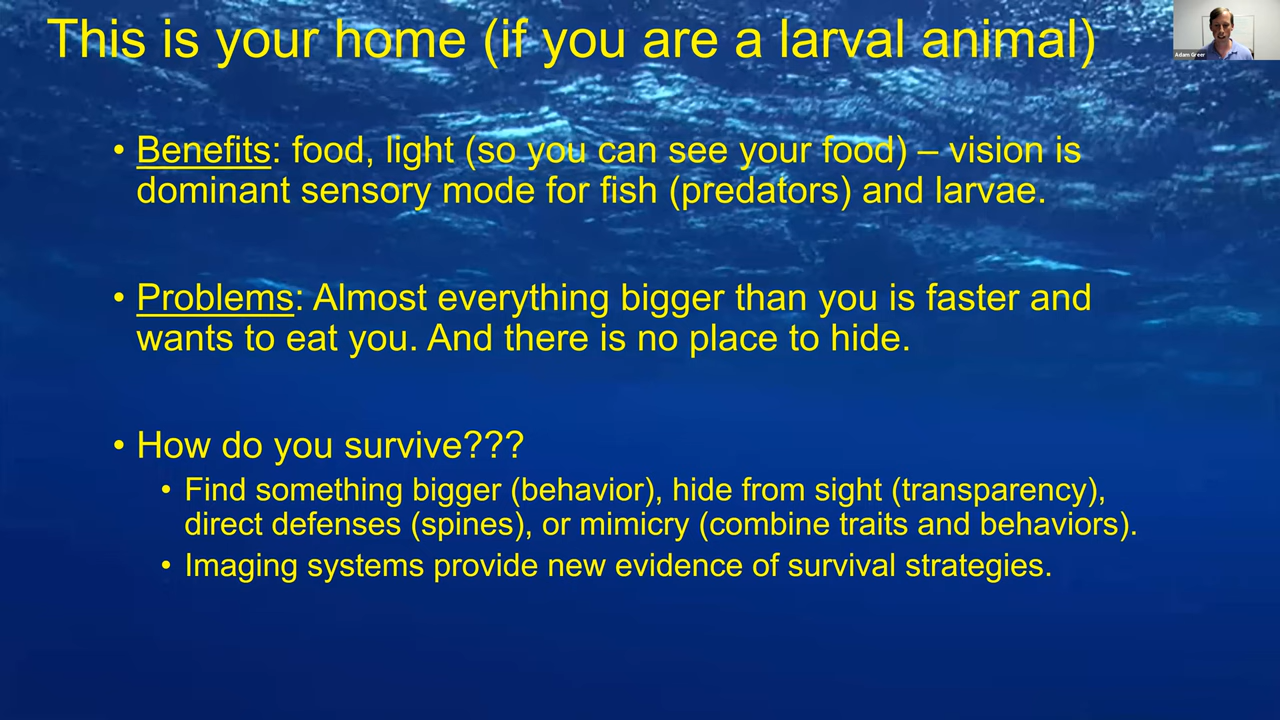 This is your home (if you are a larval animal)
Adam Greer
• Benefits: food, light (so you can see your food) – vision is
dominant sensory mode for fish (predators) and larvae.
• Problems: Almost everything bigger than you is faster and
wants to eat you. And there is no place to hide.
• How do you survive???
• Find something bigger (behavior), hide from sight (transparency),
direct defenses (spines), or mimicry (combine traits and behaviors).
• Imaging systems provide new evidence of survival strategies.